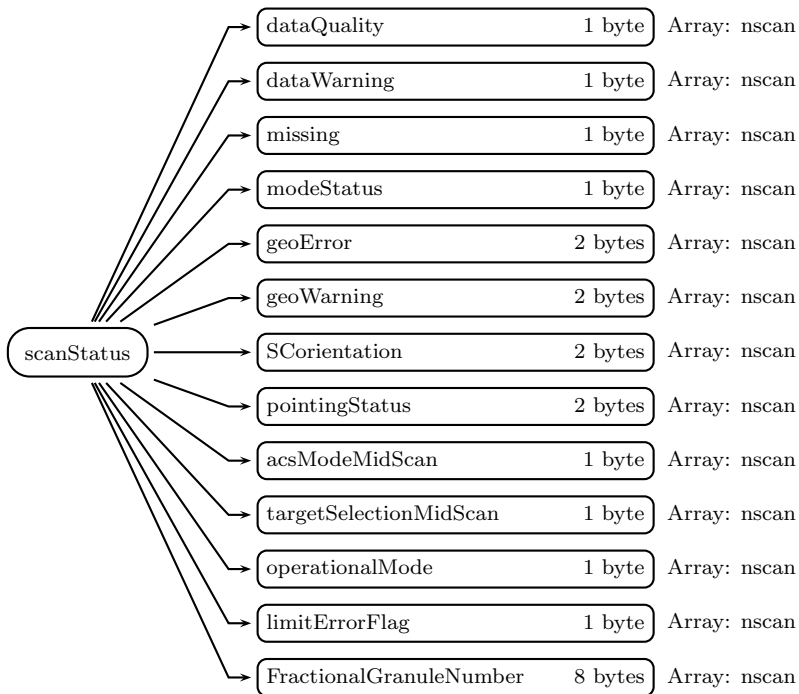 dataQuality 1 byte Array: nscan
dataWarning 1 byte Array: nscan
missing 1 byte Array: nscan
modeStatus 1 byte Array: nscan
geoError 2 bytes Array: nscan
geoWarning 2 bytes Array: nscan
scanStatus SCorientation 2 bytes Array: nscan
pointingStatus 2 bytes Array: nscan
acsModeMidScan 1 byte Array: nscan
targetSelectionMidScan 1 byte Array: nscan
operationalMode 1 byte Array: nscan
limitErrorFlag 1 byte Array: nscan
FractionalGranuleNumber 8 bytes Array: nscan